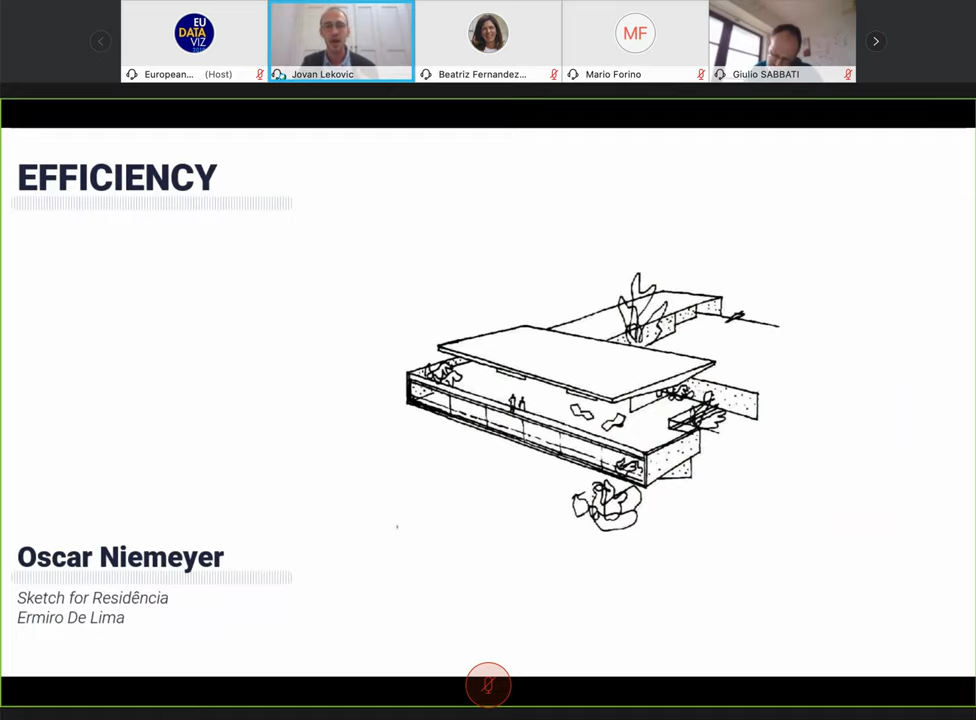 EU
DATA
VIZ
European... (Host)
Jovan Lekovic
Beatriz Fernandez...
MF
Mario Forino
Giulio SABBATI
EFFICIENCY
Oscar Niemeyer
Sketch for Residência
Ermiro De Lima